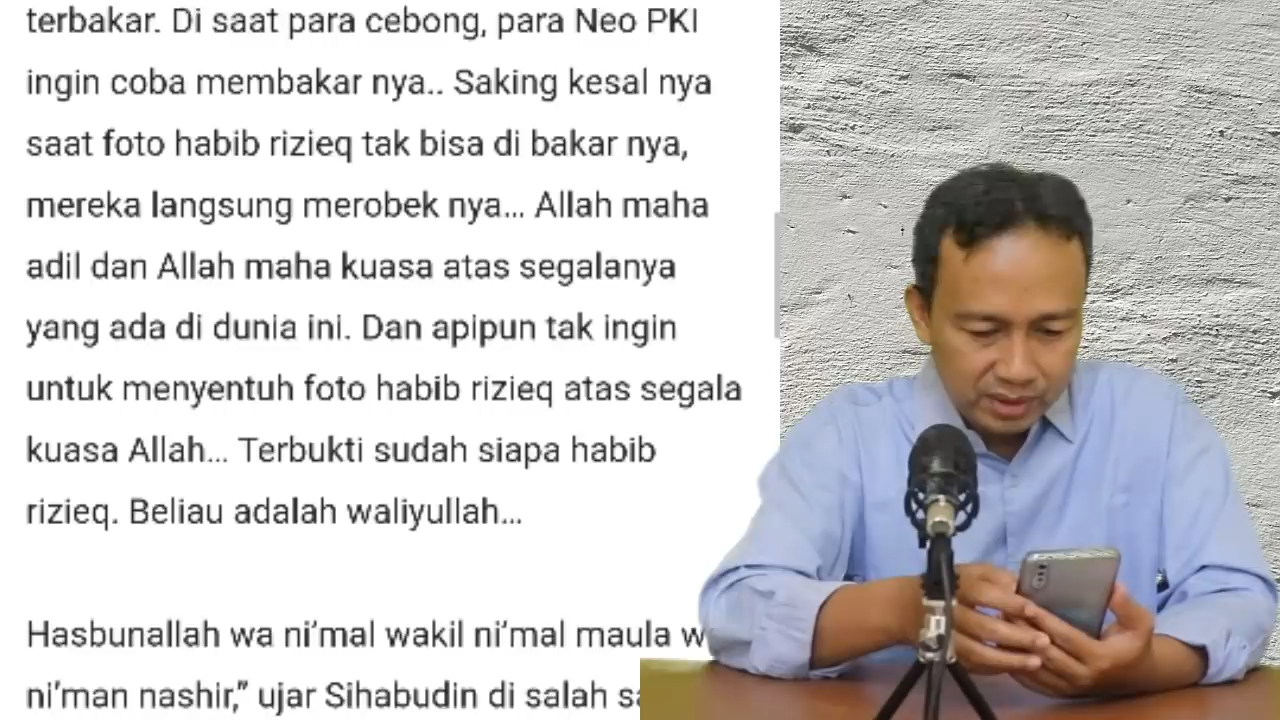 terbakar. Di saat para cebong, para Neo PKI
ingin coba membakar nya.. Saking kesal nya
saat foto habib rizieq tak bisa di bakar nya,
mereka langsung merobek nya... Allah maha
adil dan Allah maha kuasa atas segalanya
yang ada di dunia ini. Dan apipun tak ingin
untuk menyentuh foto habib rizieq atas segala
kuasa Allah... Terbukti sudah siapa habib
rizieq. Beliau adalah waliyullah...
Hasbunallah wa ni’mal wakil ni’mal maula
ni’man nashir,” ujar Sihabudin di salah